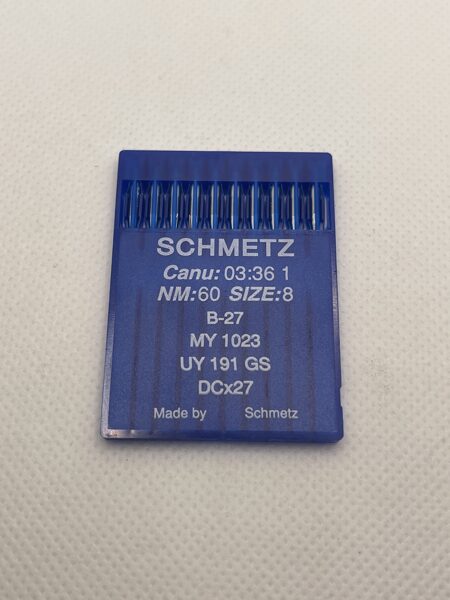 SCHMETZ
Canu: 03:36 1
NM:60 SIZE:8
B-27
MY 1023
UY 191 GS
DCx27
Made by Schmetz